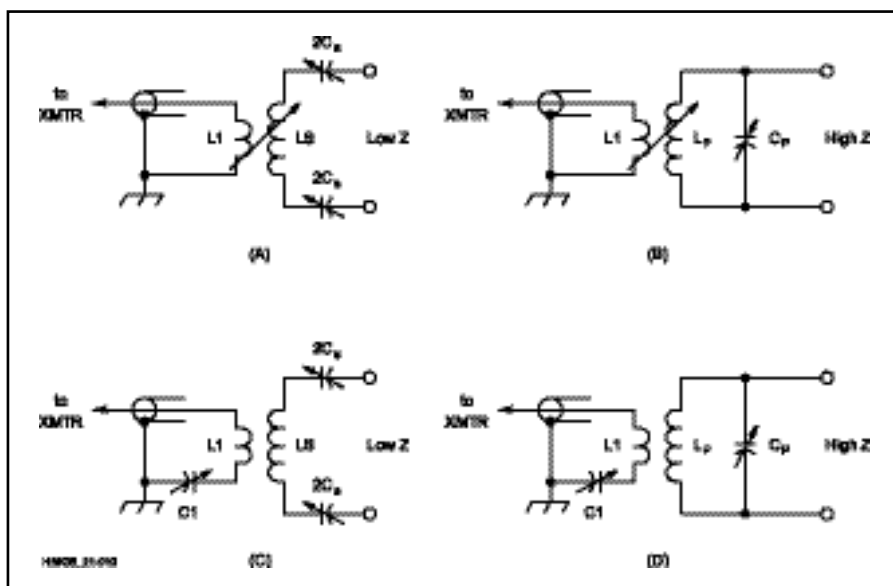 2Cs
to
XMTR
L1
LS
Low Z
2Cs
(A)
to
XMTR
L1
Lp
Cp
High Z
(B)
2Cs
to
XMTR
L1
LS
Low Z
C1
2Cs
(C)
to
XMTR
L1
Lp
Cp
High Z
C1
(D)